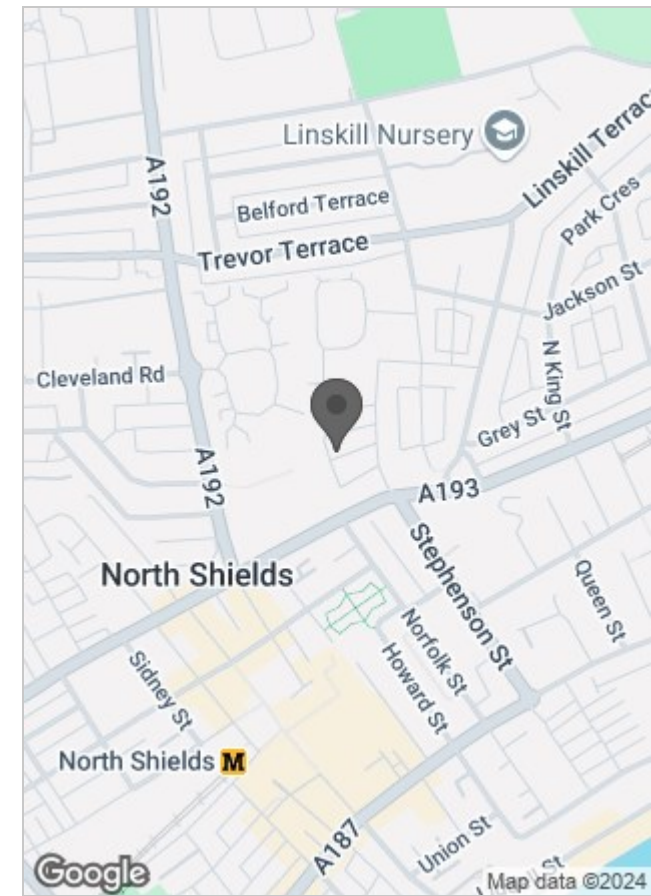 Linskill Nursery
Linskill Terrac
A192
Belford Terrace
Park Cres
Trevor Terrace
Jackson St
Cleveland Rd
N King St
Grey St
A192
A193
North Shields
Stephenson St
Queen St
Norfolk St
Sidney St
Howard St
North Shields M
A187
Union St
Google
Map data ©2024